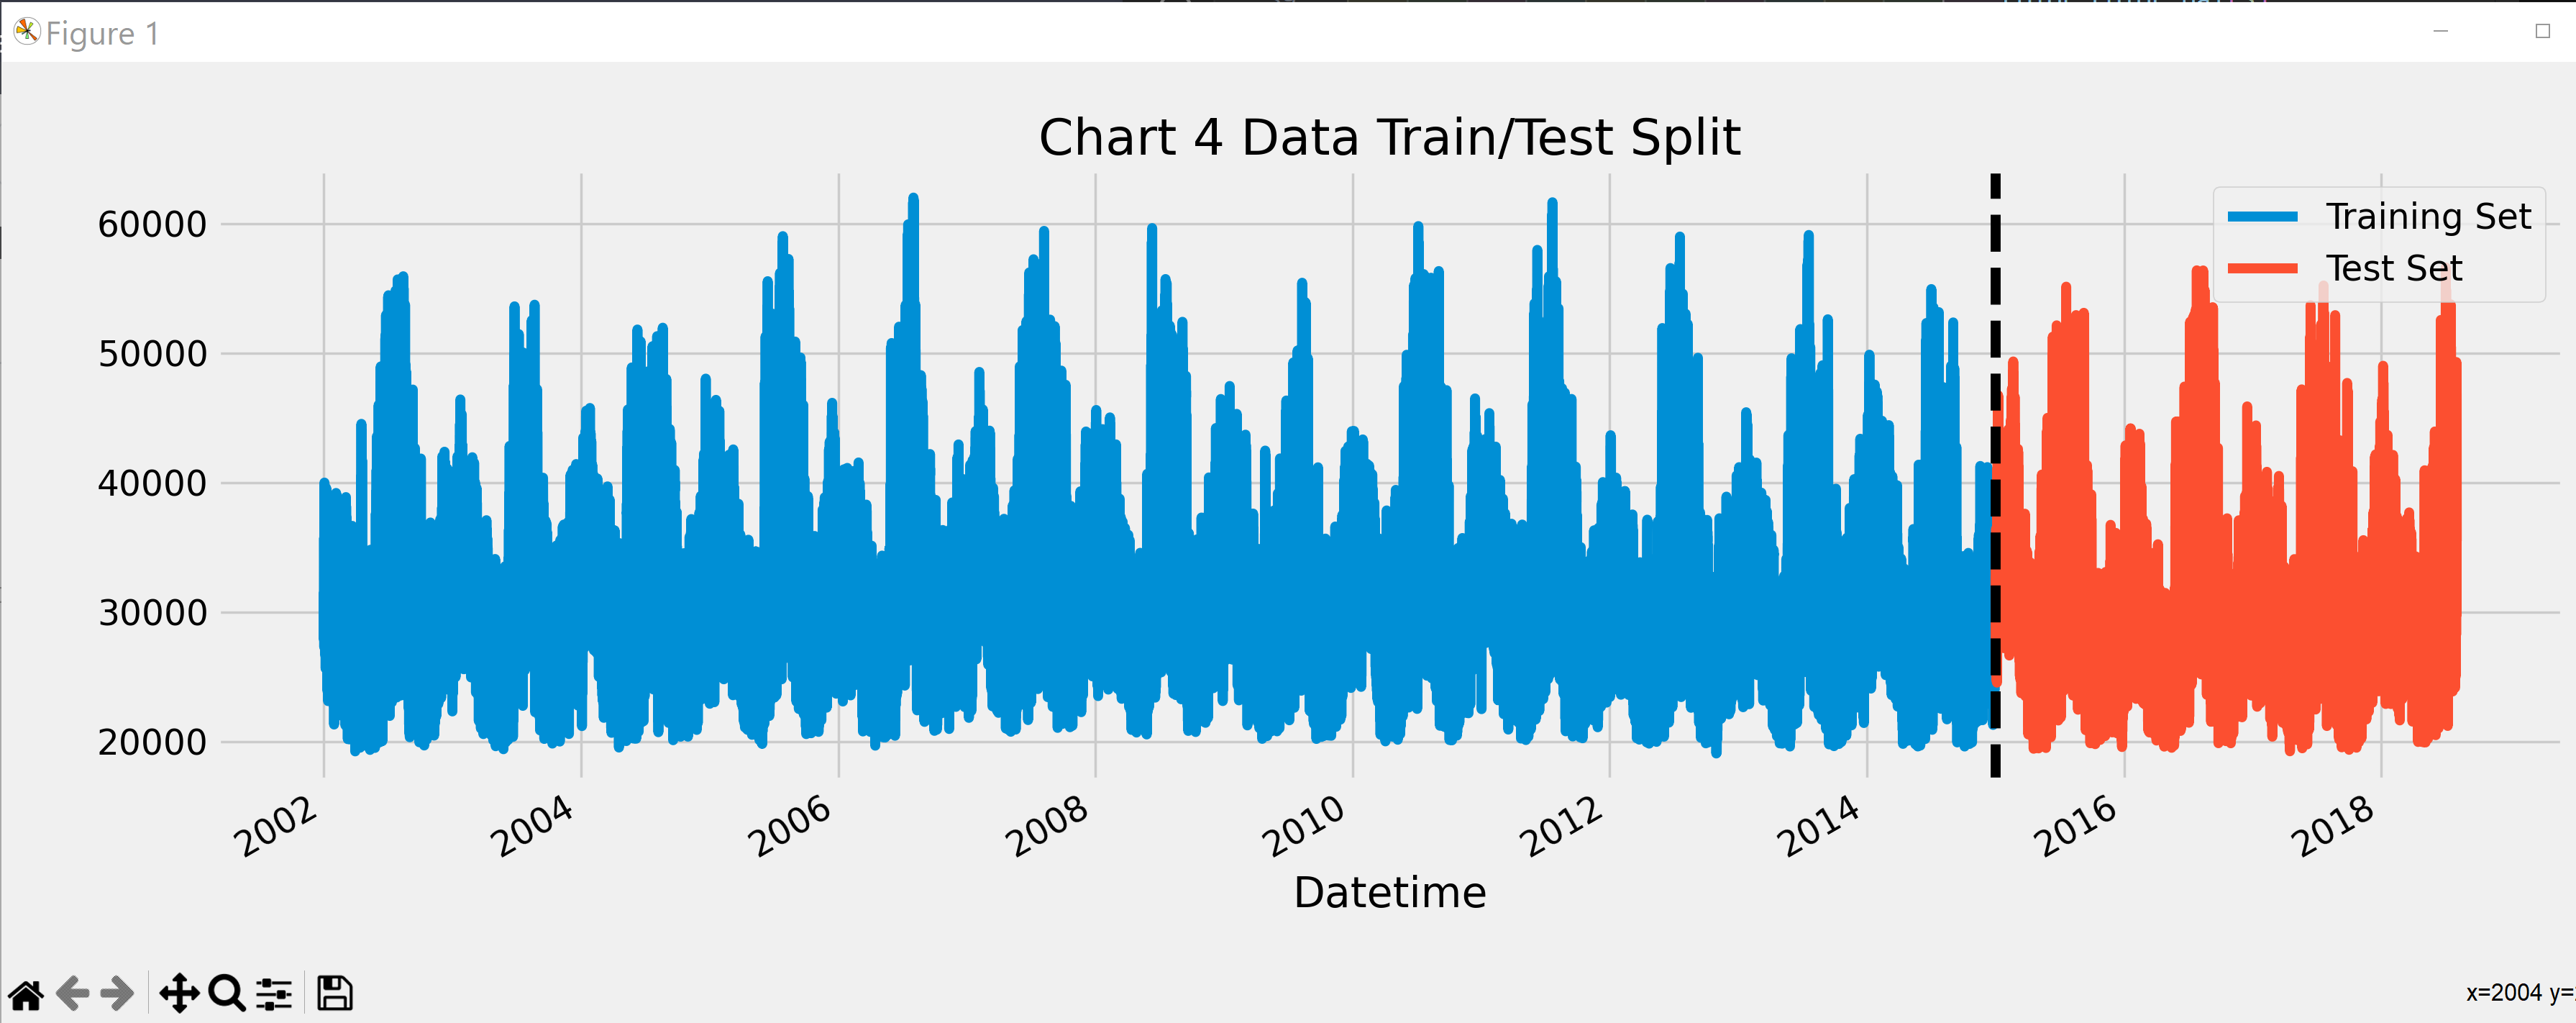 Figure 1
Chart 4 Data Train/Test Split
60000
50000
40000
30000
20000
Training Set
Test Set
2002
2004
2006
2008
2010
2012
2014
2016
2018
Datetime
x=2004 y=